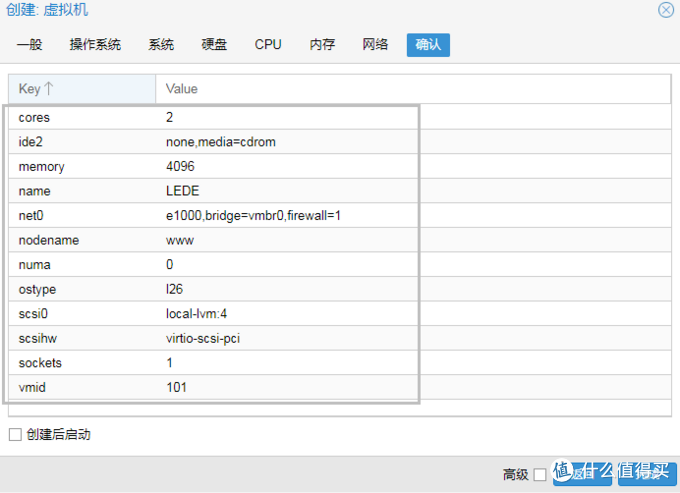 创建: 虚拟机
一般 操作系统 系统 硬盘 CPU 内存 网络 确认
Key↑ Value
cores 2
ide2 none,media=cdrom
memory 4096
name LEDE
net0 e1000,bridge=vmbr0,firewall=1
nodename www
numa 0
ostype l26
scsi0 local-lvm:4
scsihw virtio-scsi-pci
sockets 1
vmid 101
创建后启动
高级
值 什么值得买